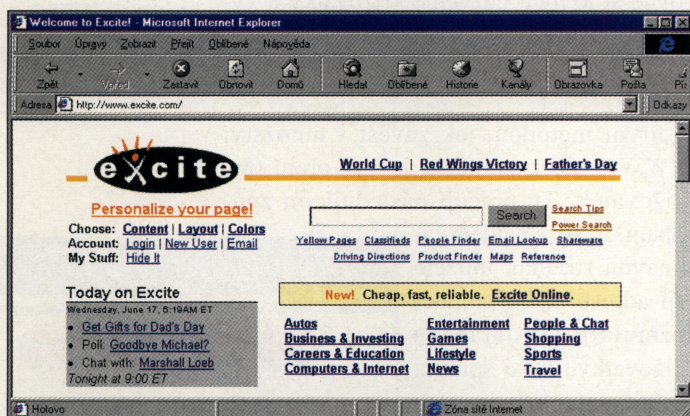 Welcome to Excite! - Microsoft Internet Explorer
Soubor Úpravy Zobrazit Přejít Oblíbené Nápověda
Zpět Vpřed Zastavit Obnovit Domů Hledat Oblíbené Historie Kanály Obrazovka Pošta
Adresa http://www.excite.com/ Odkazy
excite
World Cup | Red Wings Victory | Father's Day
Personalize your page!
Choose: Content | Layout | Colors
Account: Login | New User | Email
My Stuff: Hide It
Search
Search Tips
Power Search
Yellow Pages Classifieds People Finder Email Lookup Shareware
Driving Directions Product Finder Maps Reference
Today on Excite
Wednesday, June 17, 6:19AM ET
• Get Gifts for Dad's Day
• Poll: Goodbye Michael?
• Chat with: Marshall Loeb
Tonight at 9:00 ET
New! Cheap, fast, reliable. Excite Online.
Autos Entertainment People & Chat
Business & Investing Games Shopping
Careers & Education Lifestyle Sports
Computers & Internet News Travel
Hotovo Zóna sítě Internet